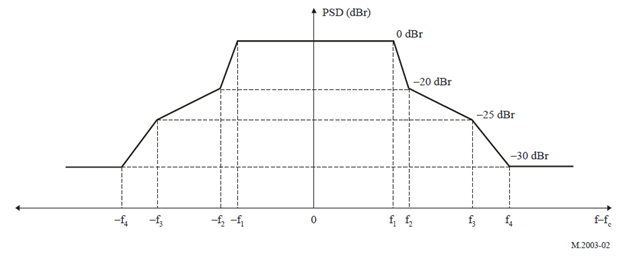 PSD (dBr)
0 dBr
−20 dBr
−25 dBr
−30 dBr
−f4 −f3 −f2 −f1 0 f1 f2 f3 f4 f−fc
M.2003-02